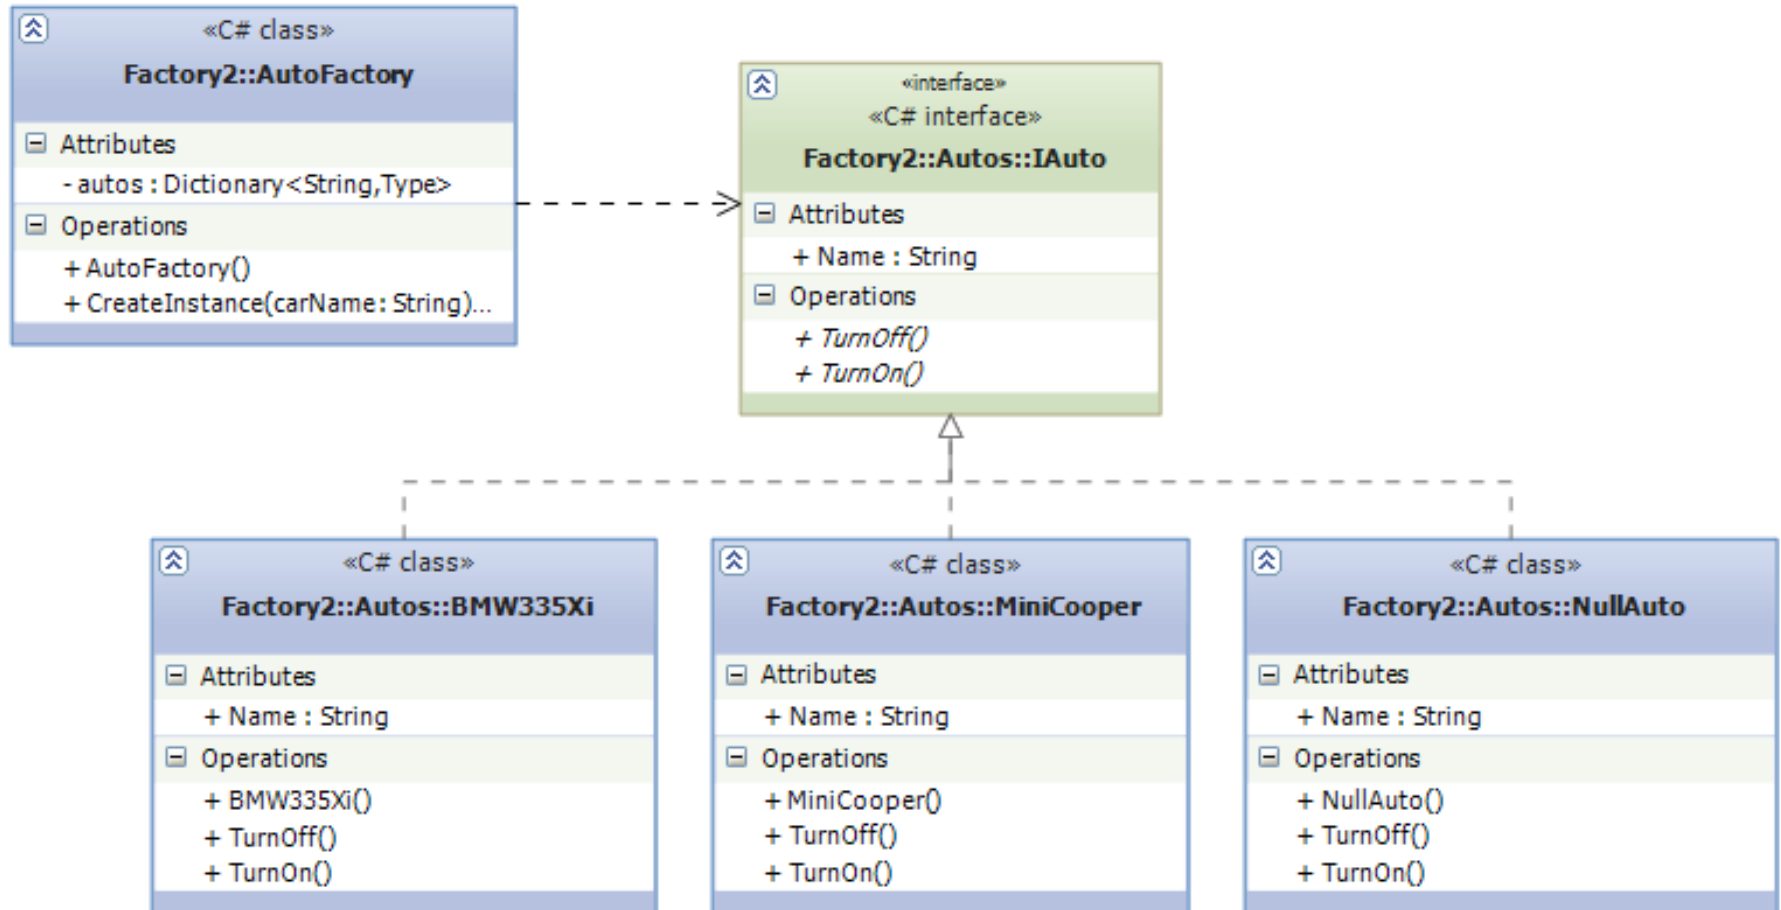 «C# class»
Factory2::AutoFactory
Attributes
- autos : Dictionary<String,Type>
Operations
+ AutoFactory()
+ CreateInstance(carName: String)...
«interface»
«C# interface»
Factory2::Autos::IAuto
Attributes
+ Name : String
Operations
+ TurnOff()
+ TurnOn()
«C# class»
Factory2::Autos::BMW335Xi
Attributes
+ Name : String
Operations
+ BMW335Xi()
+ TurnOff()
+ TurnOn()
«C# class»
Factory2::Autos::MiniCooper
Attributes
+ Name : String
Operations
+ MiniCooper()
+ TurnOff()
+ TurnOn()
«C# class»
Factory2::Autos::NullAuto
Attributes
+ Name : String
Operations
+ NullAuto()
+ TurnOff()
+ TurnOn()